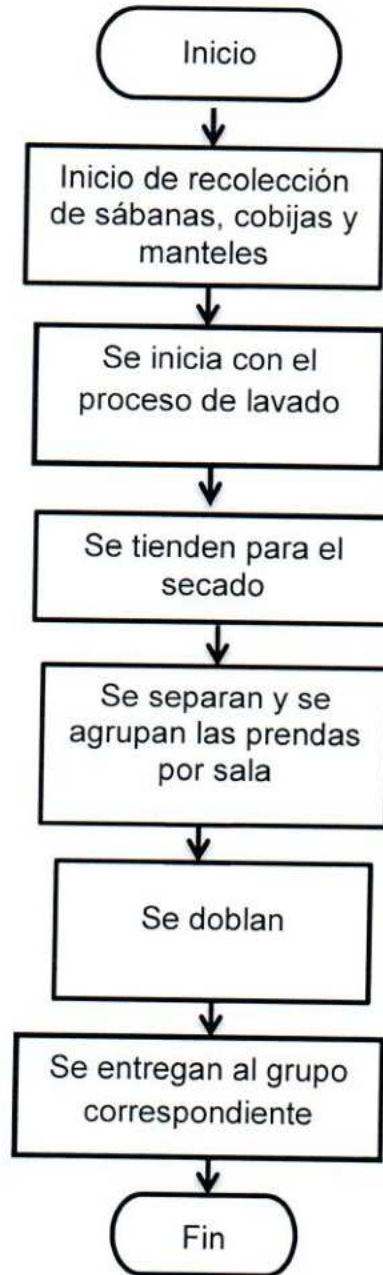 Inicio
Inicio de recolección
de sábanas, cobijas y
manteles
Se inicia con el
proceso de lavado
Se tienden para el
secado
Se separan y se
agrupan las prendas
por sala
Se doblan
Se entregan al grupo
correspondiente
Fin